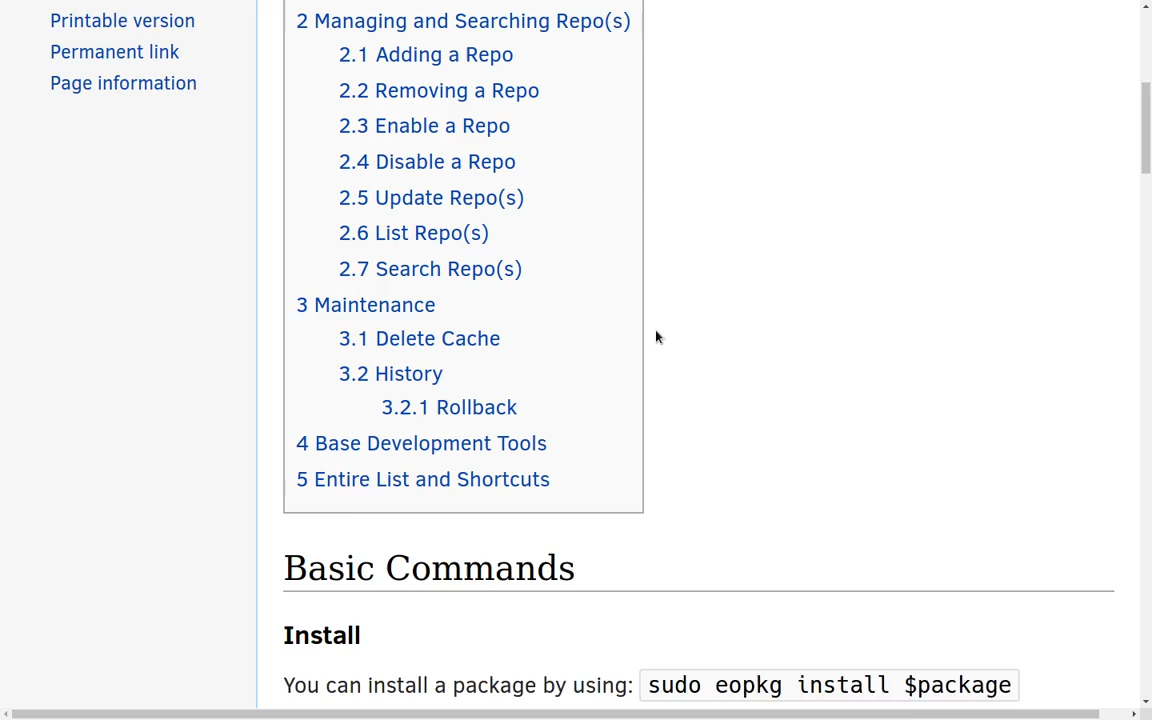 Printable version
Permanent link
Page information
2 Managing and Searching Repo(s)
2.1 Adding a Repo
2.2 Removing a Repo
2.3 Enable a Repo
2.4 Disable a Repo
2.5 Update Repo(s)
2.6 List Repo(s)
2.7 Search Repo(s)
3 Maintenance
3.1 Delete Cache
3.2 History
3.2.1 Rollback
4 Base Development Tools
5 Entire List and Shortcuts
Basic Commands
Install
You can install a package by using: sudo eopkg install $package